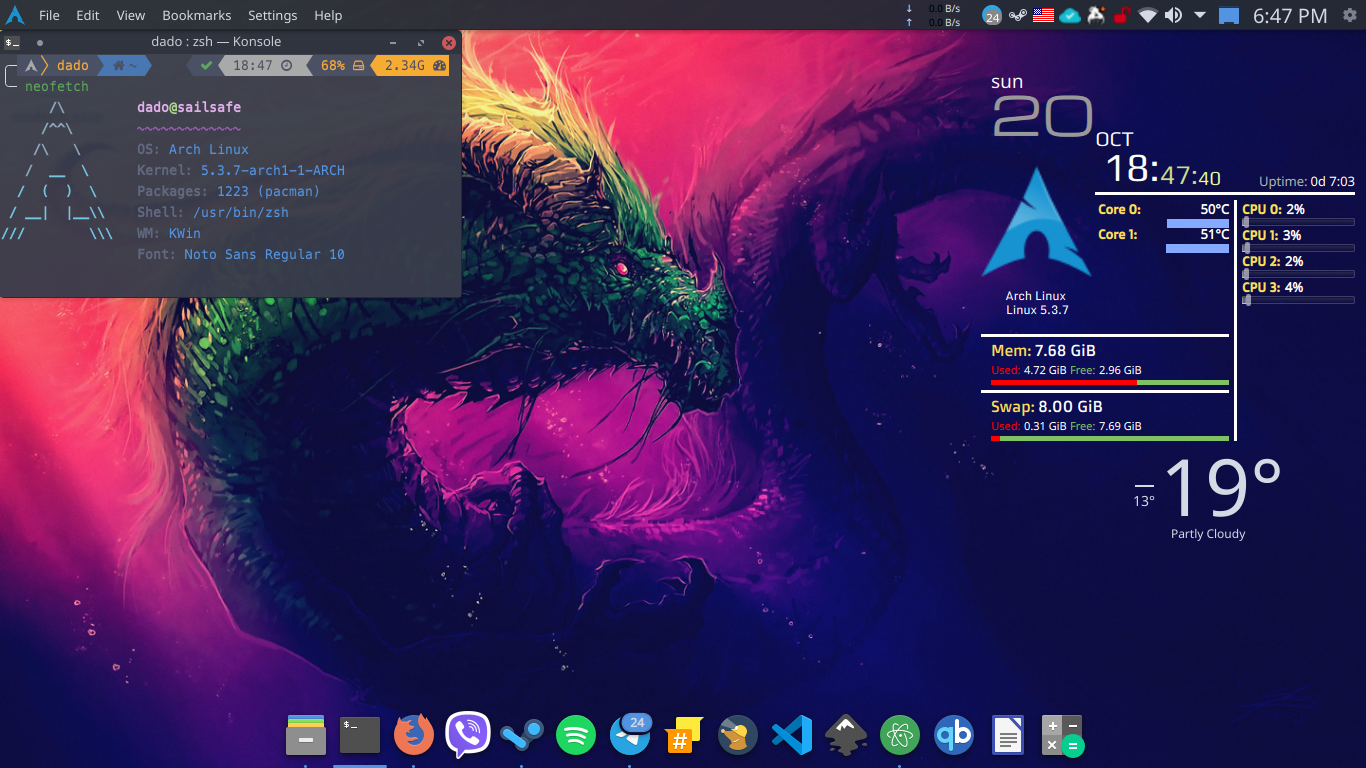 File Edit View Bookmarks Settings Help
↓ 0.0 B/s
↑ 0.0 B/s
24
6:47 PM
$_
dado : zsh — Konsole
dado ~ ✔ 18:47 68% 2.34G
neofetch
/\
/^^\
/\   \
/  __  \
/  (  )  \
/ __|  |__\\
///        \\\
dado@sailsafe
~~~~~~~~~~~~~
OS: Arch Linux
Kernel: 5.3.7-arch1-1-ARCH
Packages: 1223 (pacman)
Shell: /usr/bin/zsh
WM: KWin
Font: Noto Sans Regular 10
sun
20
OCT
18:47:40
Uptime: 0d 7:03
Core 0: 50°C
Core 1: 51°C
CPU 0: 2%
CPU 1: 3%
CPU 2: 2%
CPU 3: 4%
Arch Linux
Linux 5.3.7
Mem: 7.68 GiB
Used: 4.72 GiB Free: 2.96 GiB
Swap: 8.00 GiB
Used: 0.31 GiB Free: 7.69 GiB
—
13°
19°
Partly Cloudy
$_
24
#
qb
+ −
× =